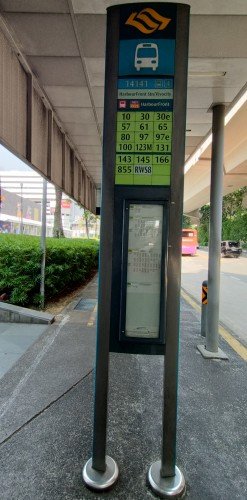 14141
HarbourFront Stn/Vivocity
HarbourFront
10 30 30e
57 61 65
80 97 97e
100 123M 131
143 145 166
855 RWS8